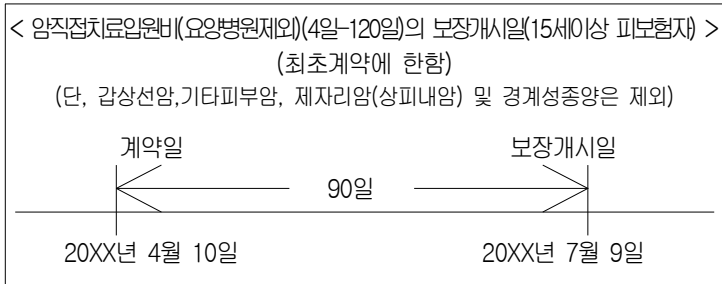 < 암직접치료입원비(요양병원제외)(4일-120일)의 보장개시일(15세이상 피보험자) >
(최초계약에 한함)
(단, 갑상선암,기타피부암, 제자리암(상피내암) 및 경계성종양은 제외)
계약일 보장개시일
90일
20XX년 4월 10일 20XX년 7월 9일